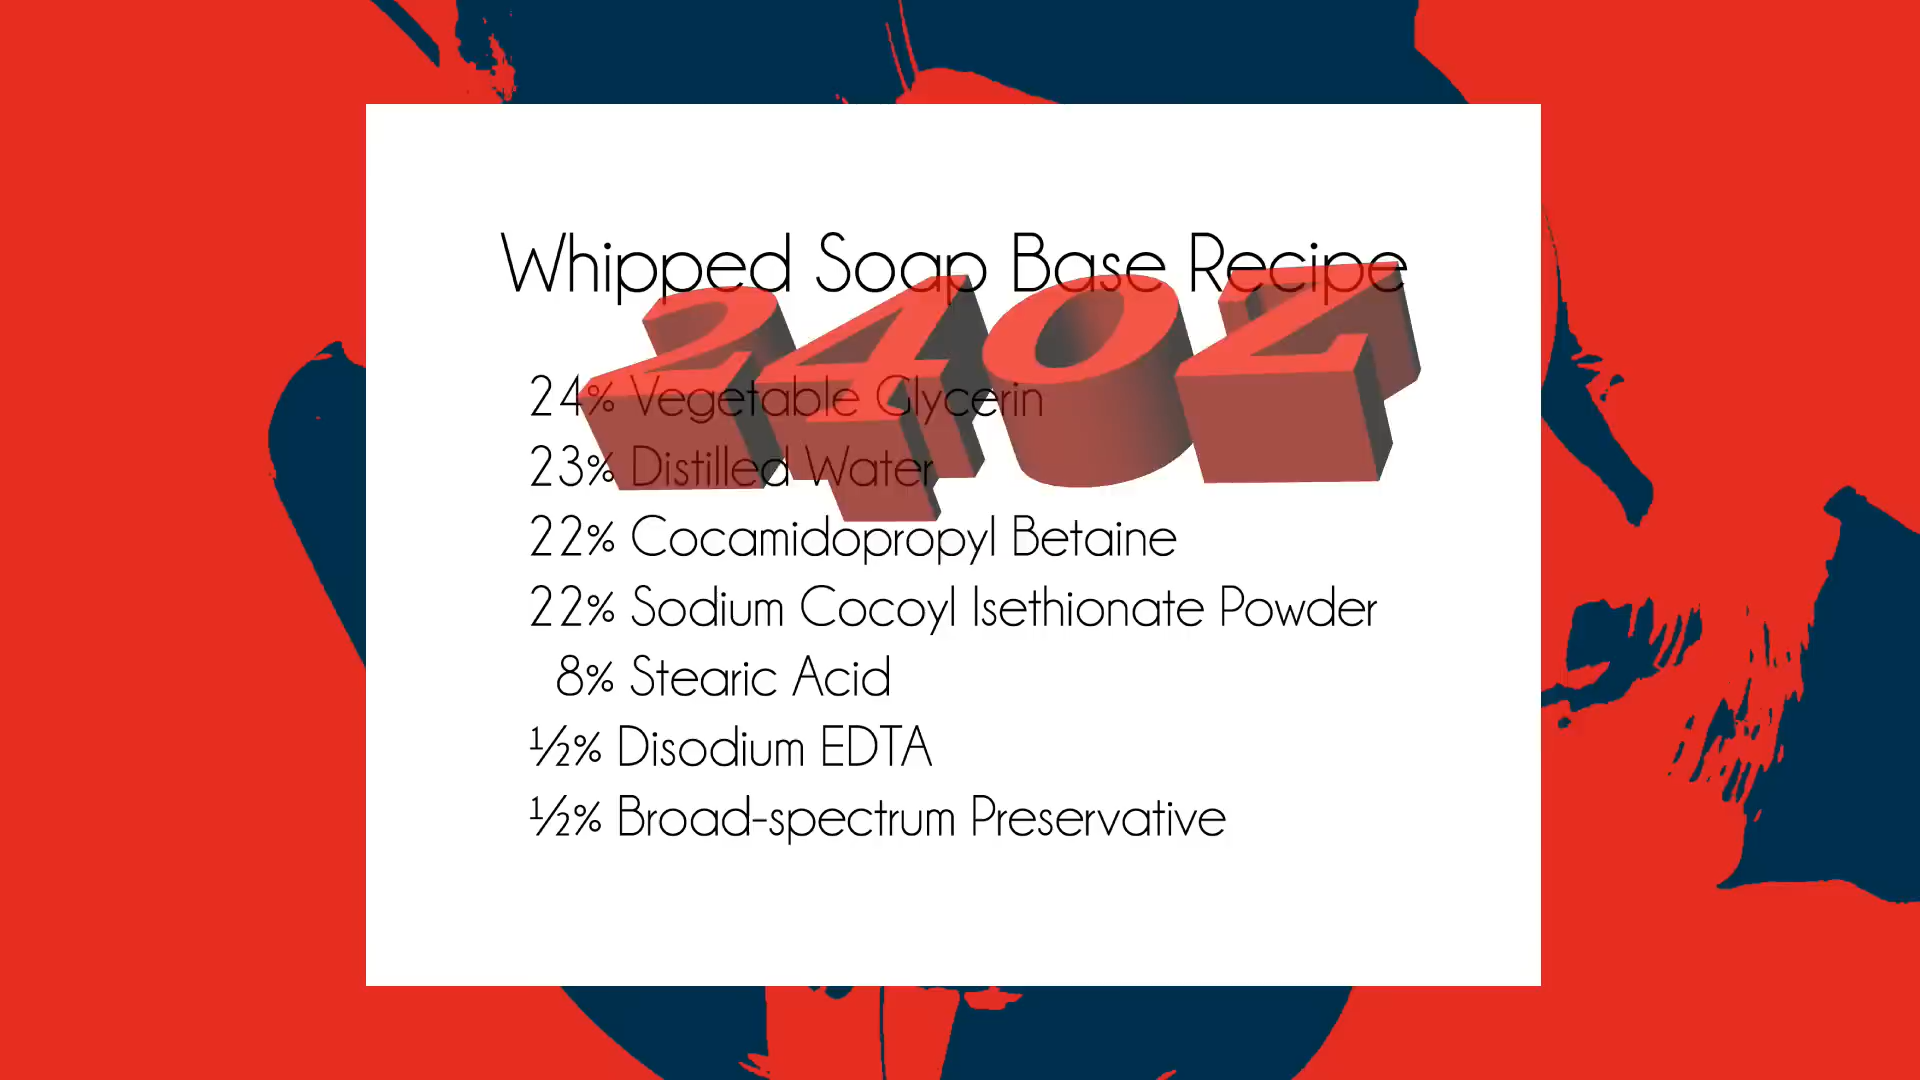 Whipped Soap Base Recipe
24OZ
24% Vegetable Glycerin
23% Distilled Water
22% Cocamidopropyl Betaine
22% Sodium Cocoyl Isethionate Powder
8% Stearic Acid
½% Disodium EDTA
½% Broad-spectrum Preservative